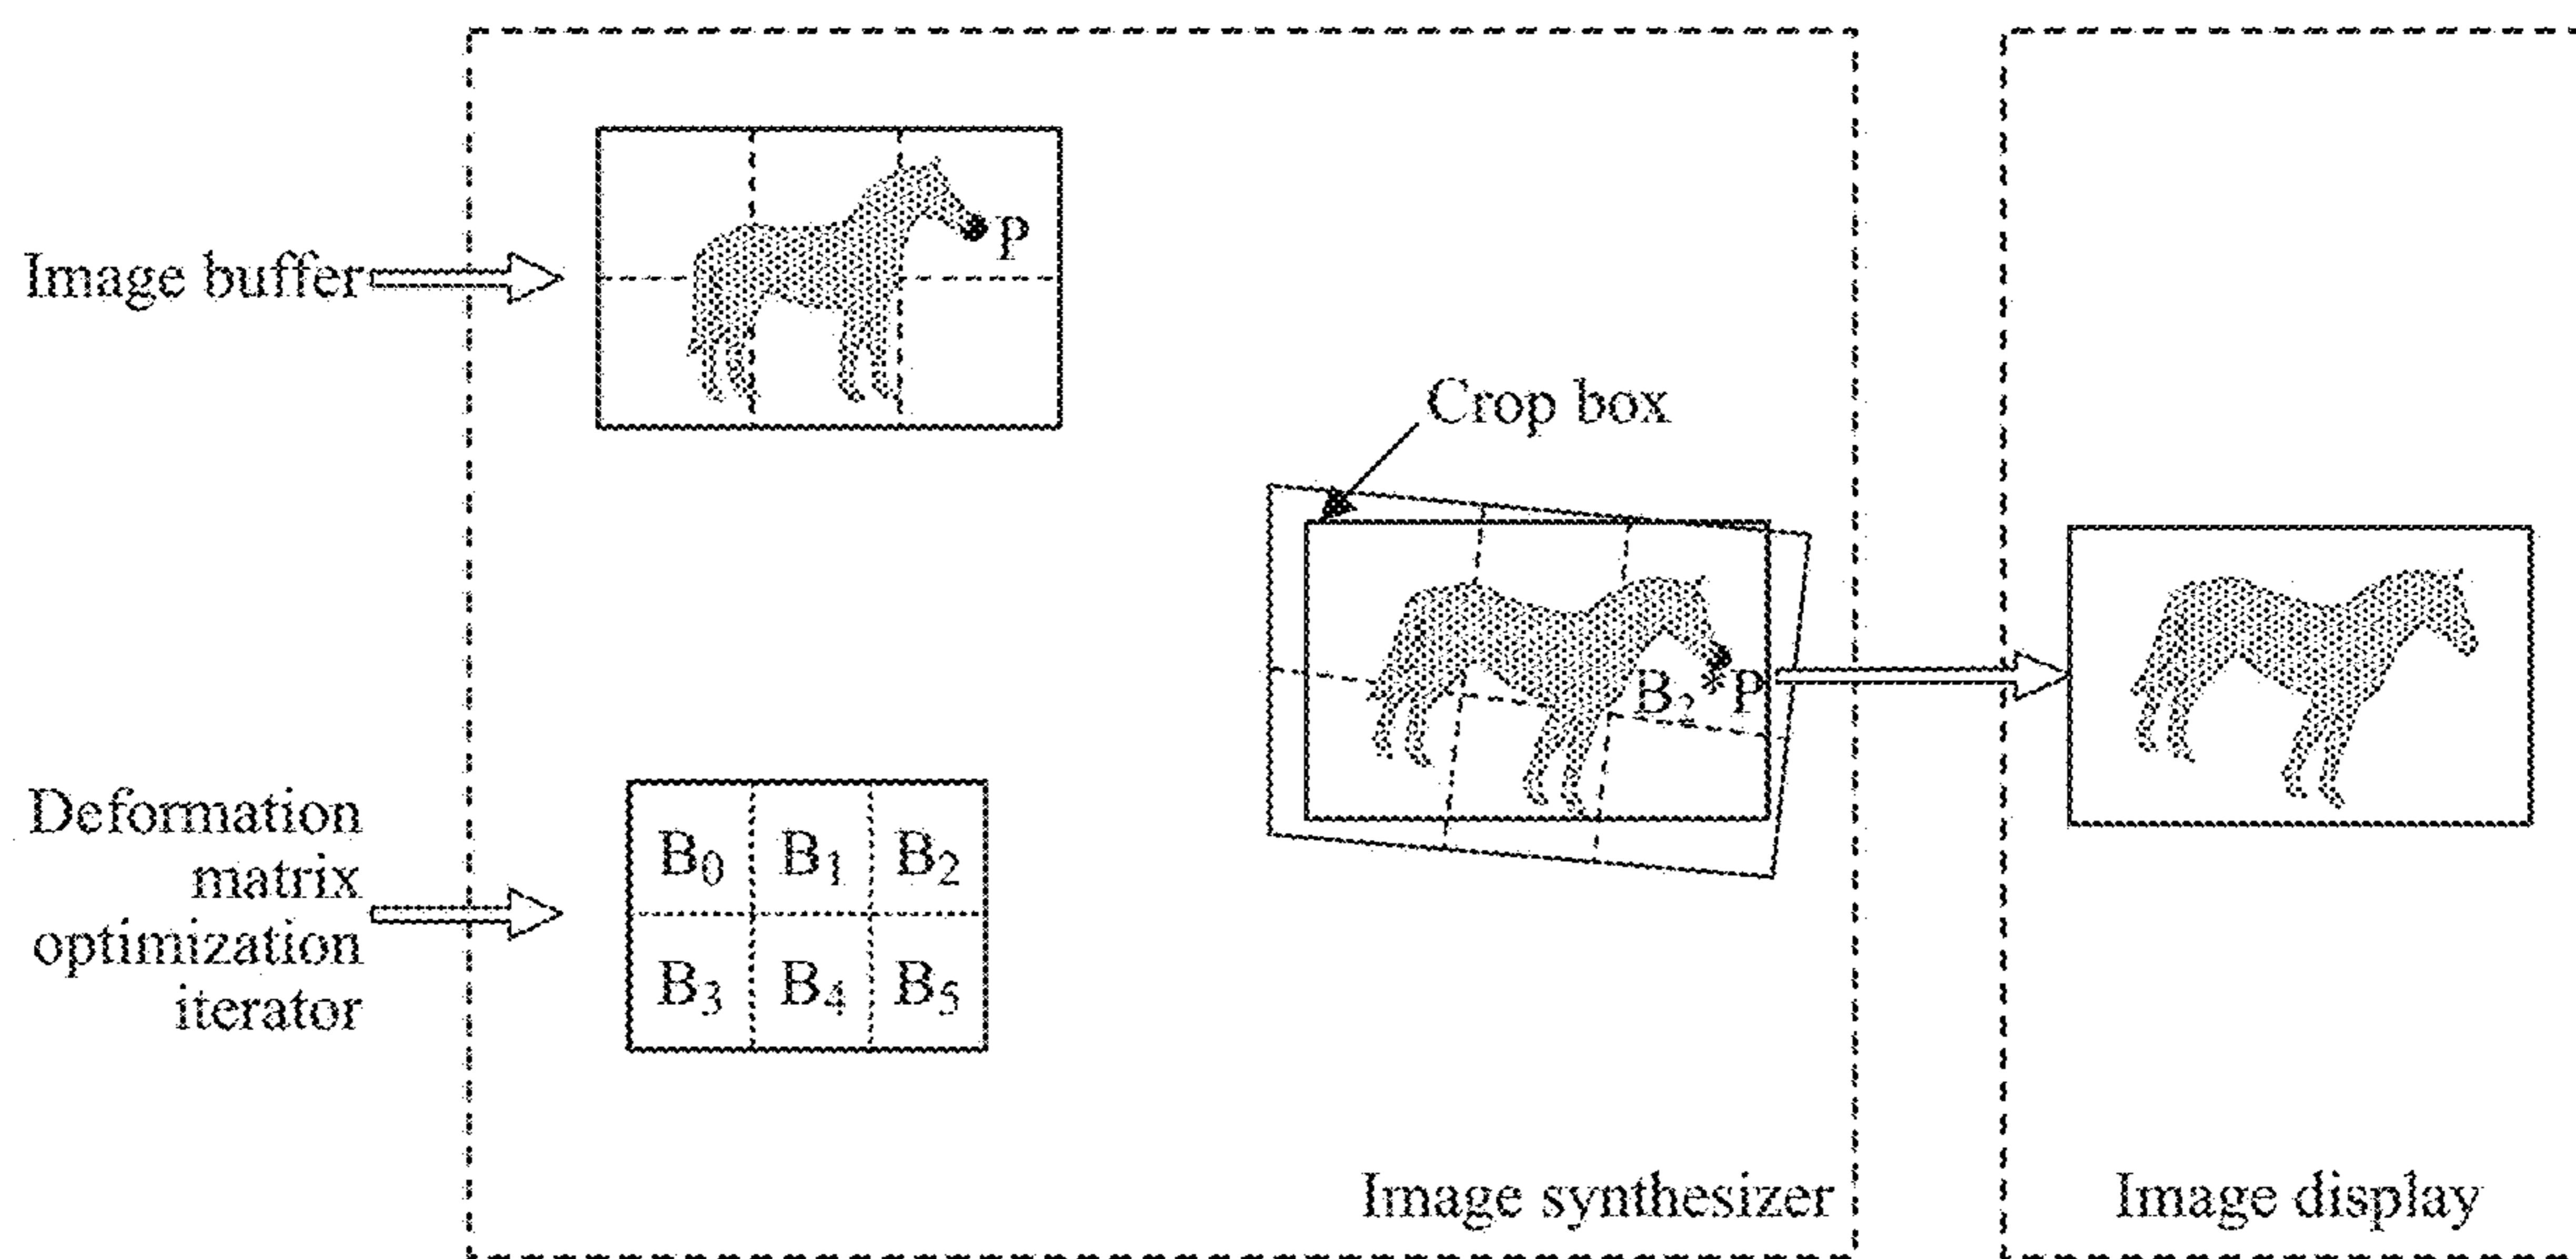 Image buffer
P
Crop box
B₂*P
Deformation
matrix
optimization
iterator
B₀ B₁ B₂
B₃ B₄ B₅
Image synthesizer
Image display